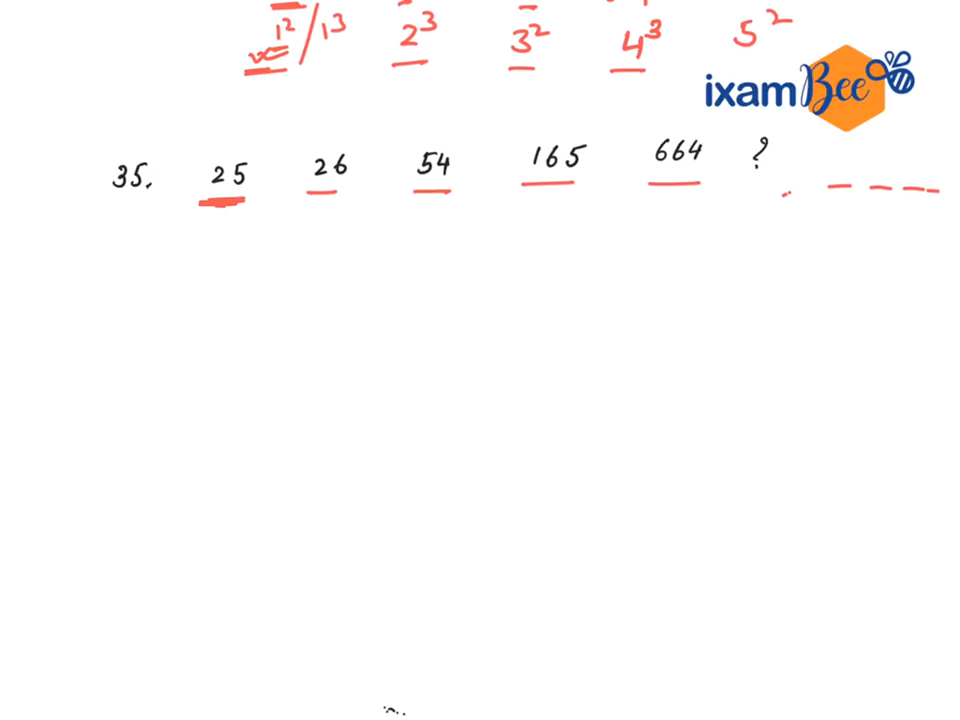 1² / 1³ 2³ 3² 4³ 5²
ixamBee
35. 25 26 54 165 664 ?